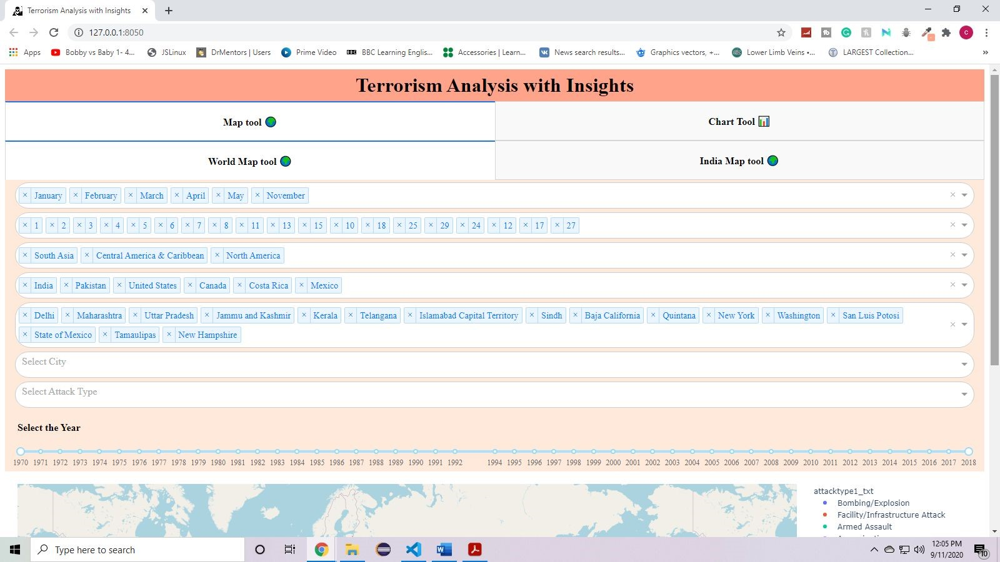 Terrorism Analysis with Insights
127.0.0.1:8050
Apps Bobby vs Baby 1- 4... JSLinux DrMentors | Users Prime Video BBC BBC Learning Englis... Accessories | Learn... News search results... Graphics vectors, +... Lower Limb Veins •... LARGEST Collection... »
Terrorism Analysis with Insights
Map tool Chart Tool
World Map tool India Map tool
× January × February × March × April × May × November
× 1 × 2 × 3 × 4 × 5 × 6 × 7 × 8 × 11 × 13 × 15 × 10 × 18 × 25 × 29 × 24 × 12 × 17 × 27
× South Asia × Central America & Caribbean × North America
× India × Pakistan × United States × Canada × Costa Rica × Mexico
× Delhi × Maharashtra × Uttar Pradesh × Jammu and Kashmir × Kerala × Telangana × Islamabad Capital Territory × Sindh × Baja California × Quintana × New York × Washington × San Luis Potosi
× State of Mexico × Tamaulipas × New Hampshire
Select City
Select Attack Type
Select the Year
1970 1971 1972 1973 1974 1975 1976 1977 1978 1979 1980 1981 1982 1983 1984 1985 1986 1987 1988 1989 1990 1991 1992 1994 1995 1996 1997 1998 1999 2000 2001 2002 2003 2004 2005 2006 2007 2008 2009 2010 2011 2012 2013 2014 2015 2016 2017 2018
attacktype1_txt
Bombing/Explosion
Facility/Infrastructure Attack
Armed Assault
Type here to search
12:05 PM
9/11/2020
10